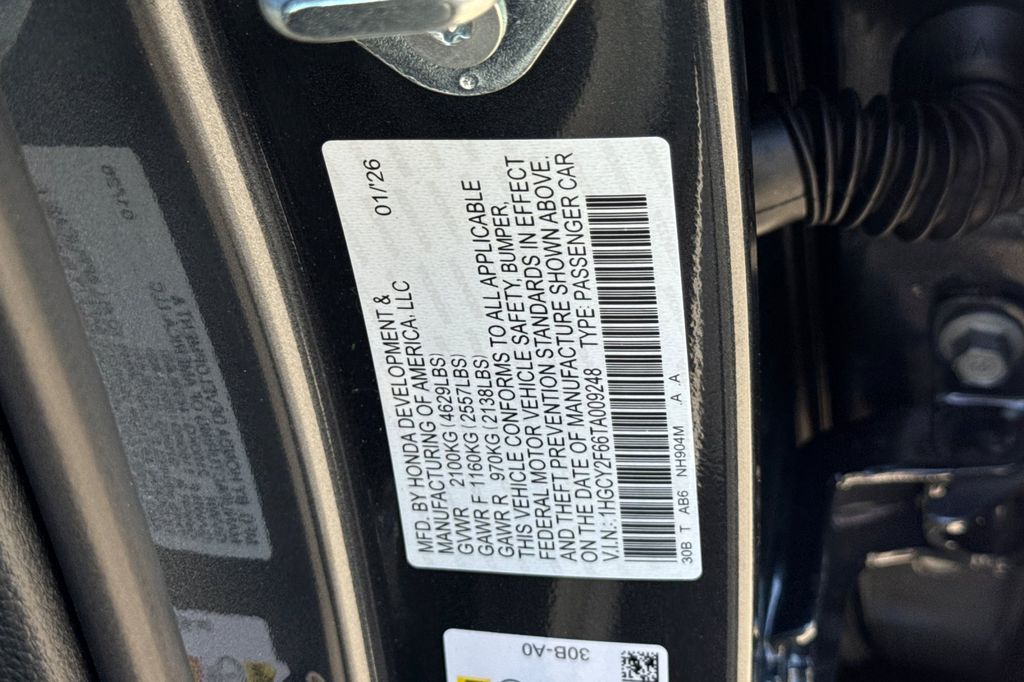 MFD. BY HONDA DEVELOPMENT &
MANUFACTURING OF AMERICA, LLC 01/'26
GVWR 2100KG (4629LBS)
GAWR F 1160KG (2557LBS)
GAWR R 970KG (2138LBS)
THIS VEHICLE CONFORMS TO ALL APPLICABLE
FEDERAL MOTOR VEHICLE SAFETY, BUMPER,
AND THEFT PREVENTION STANDARDS IN EFFECT
ON THE DATE OF MANUFACTURE SHOWN ABOVE.
V.I.N.: 1HGCV2F66TA009248 TYPE: PASSENGER CAR
30B T AB6 NH904M A A
30B-A0